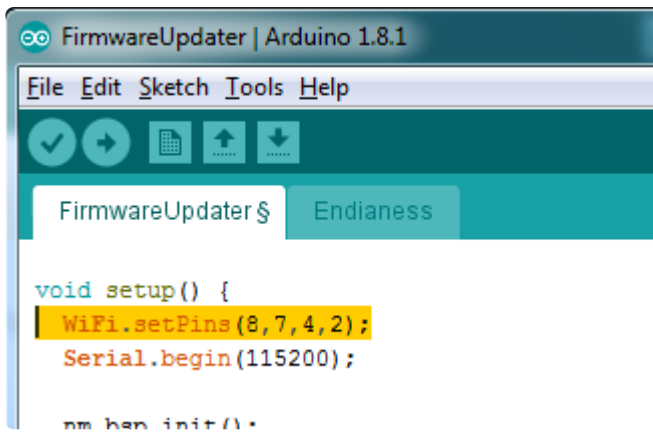 FirmwareUpdater | Arduino 1.8.1
File Edit Sketch Tools Help
FirmwareUpdater § Endianess
void setup() {
WiFi.setPins(8,7,4,2);
Serial.begin(115200);
nm_bsp_init();